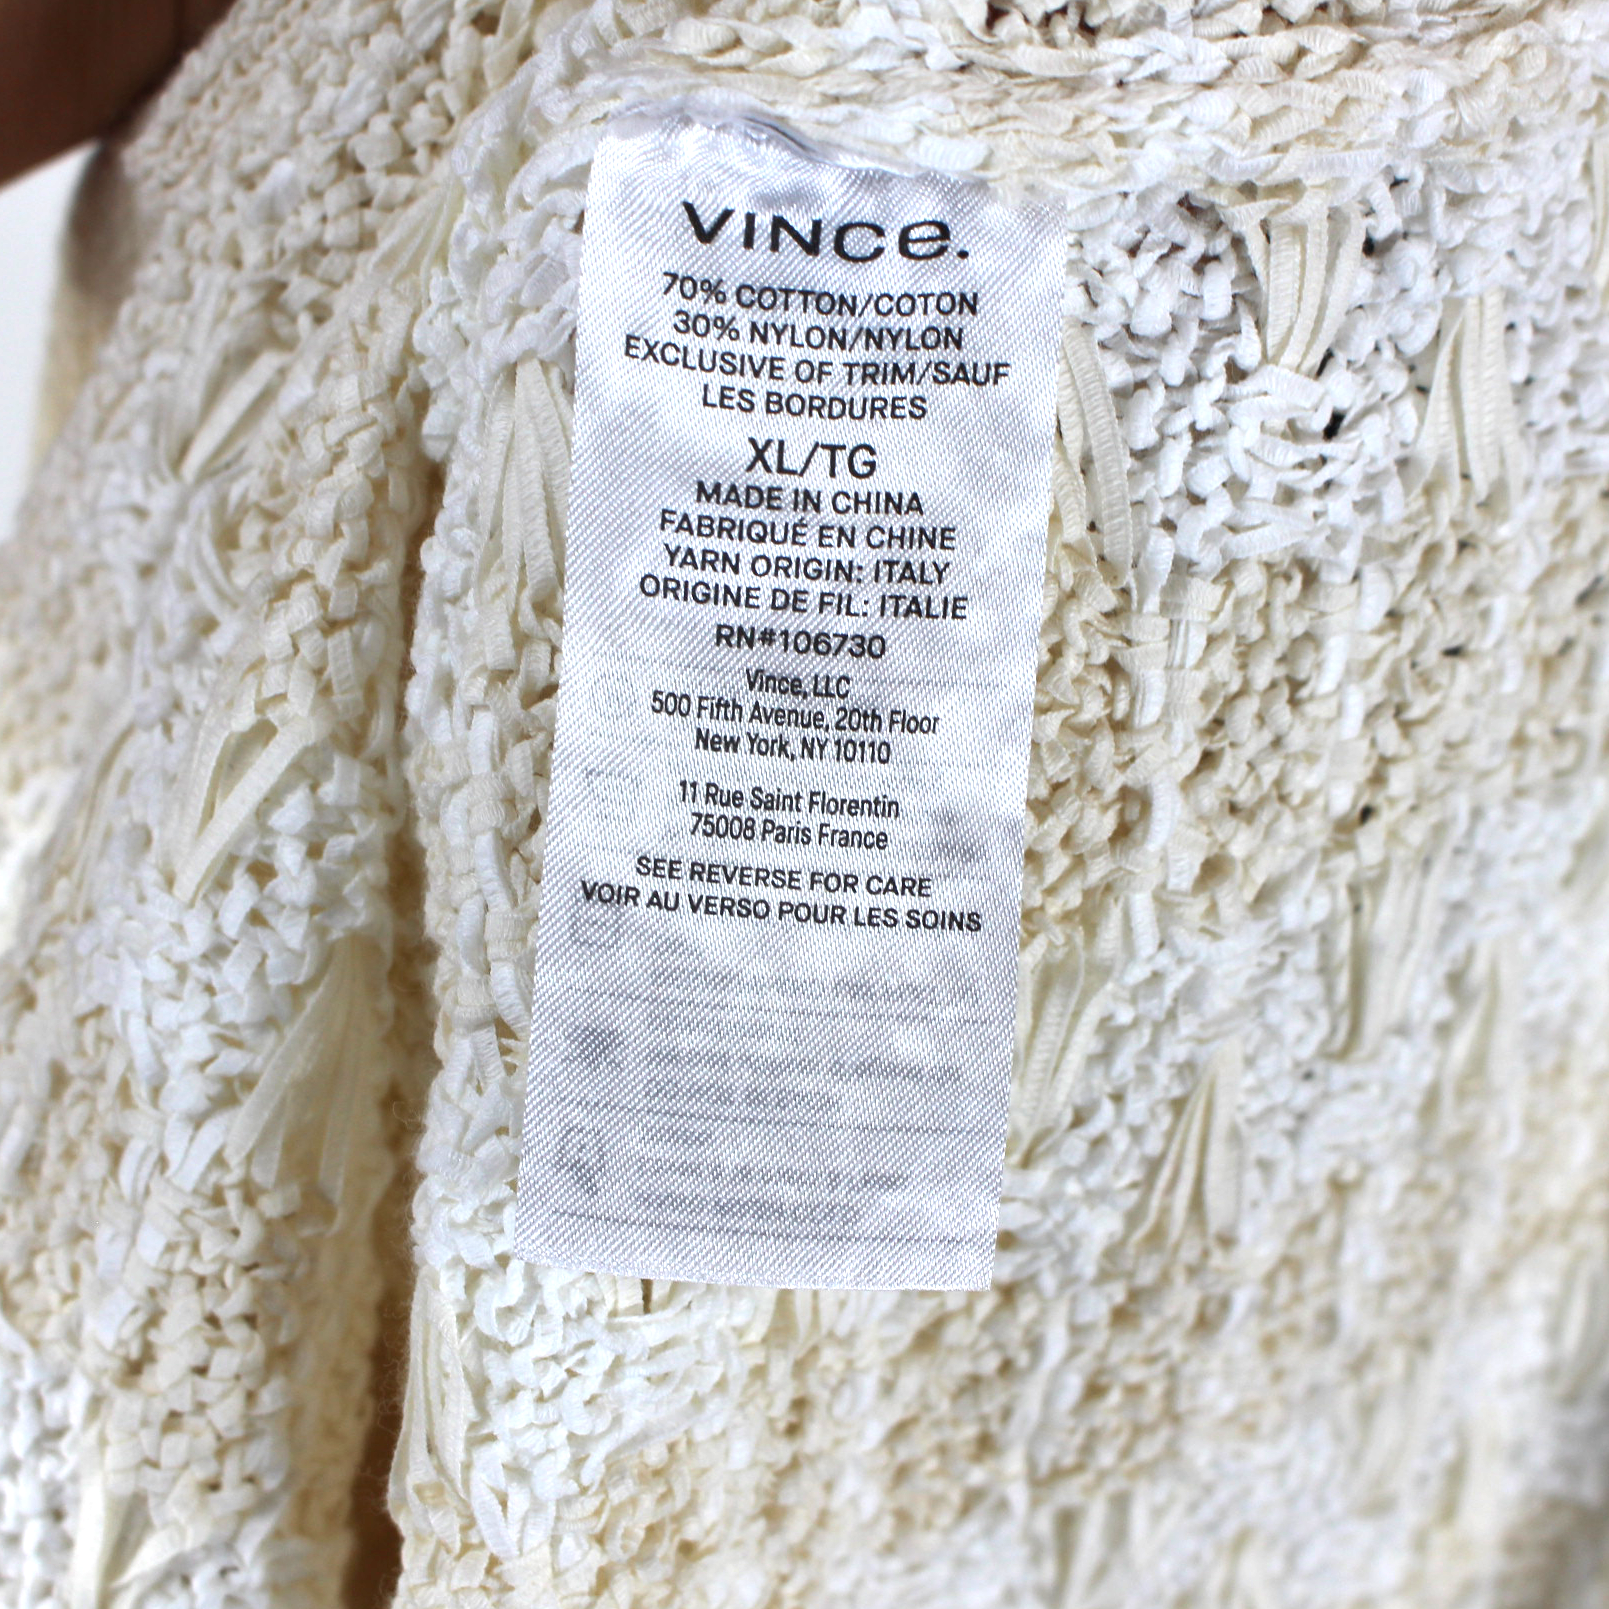 VINCe.
70% COTTON/COTON
30% NYLON/NYLON
EXCLUSIVE OF TRIM/SAUF
LES BORDURES
XL/TG
MADE IN CHINA
FABRIQUÉ EN CHINE
YARN ORIGIN: ITALY
ORIGINE DE FIL: ITALIE
RN#106730
Vince, LLC
500 Fifth Avenue, 20th Floor
New York, NY 10110
11 Rue Saint Florentin
75008 Paris France
SEE REVERSE FOR CARE
VOIR AU VERSO POUR LES SOINS